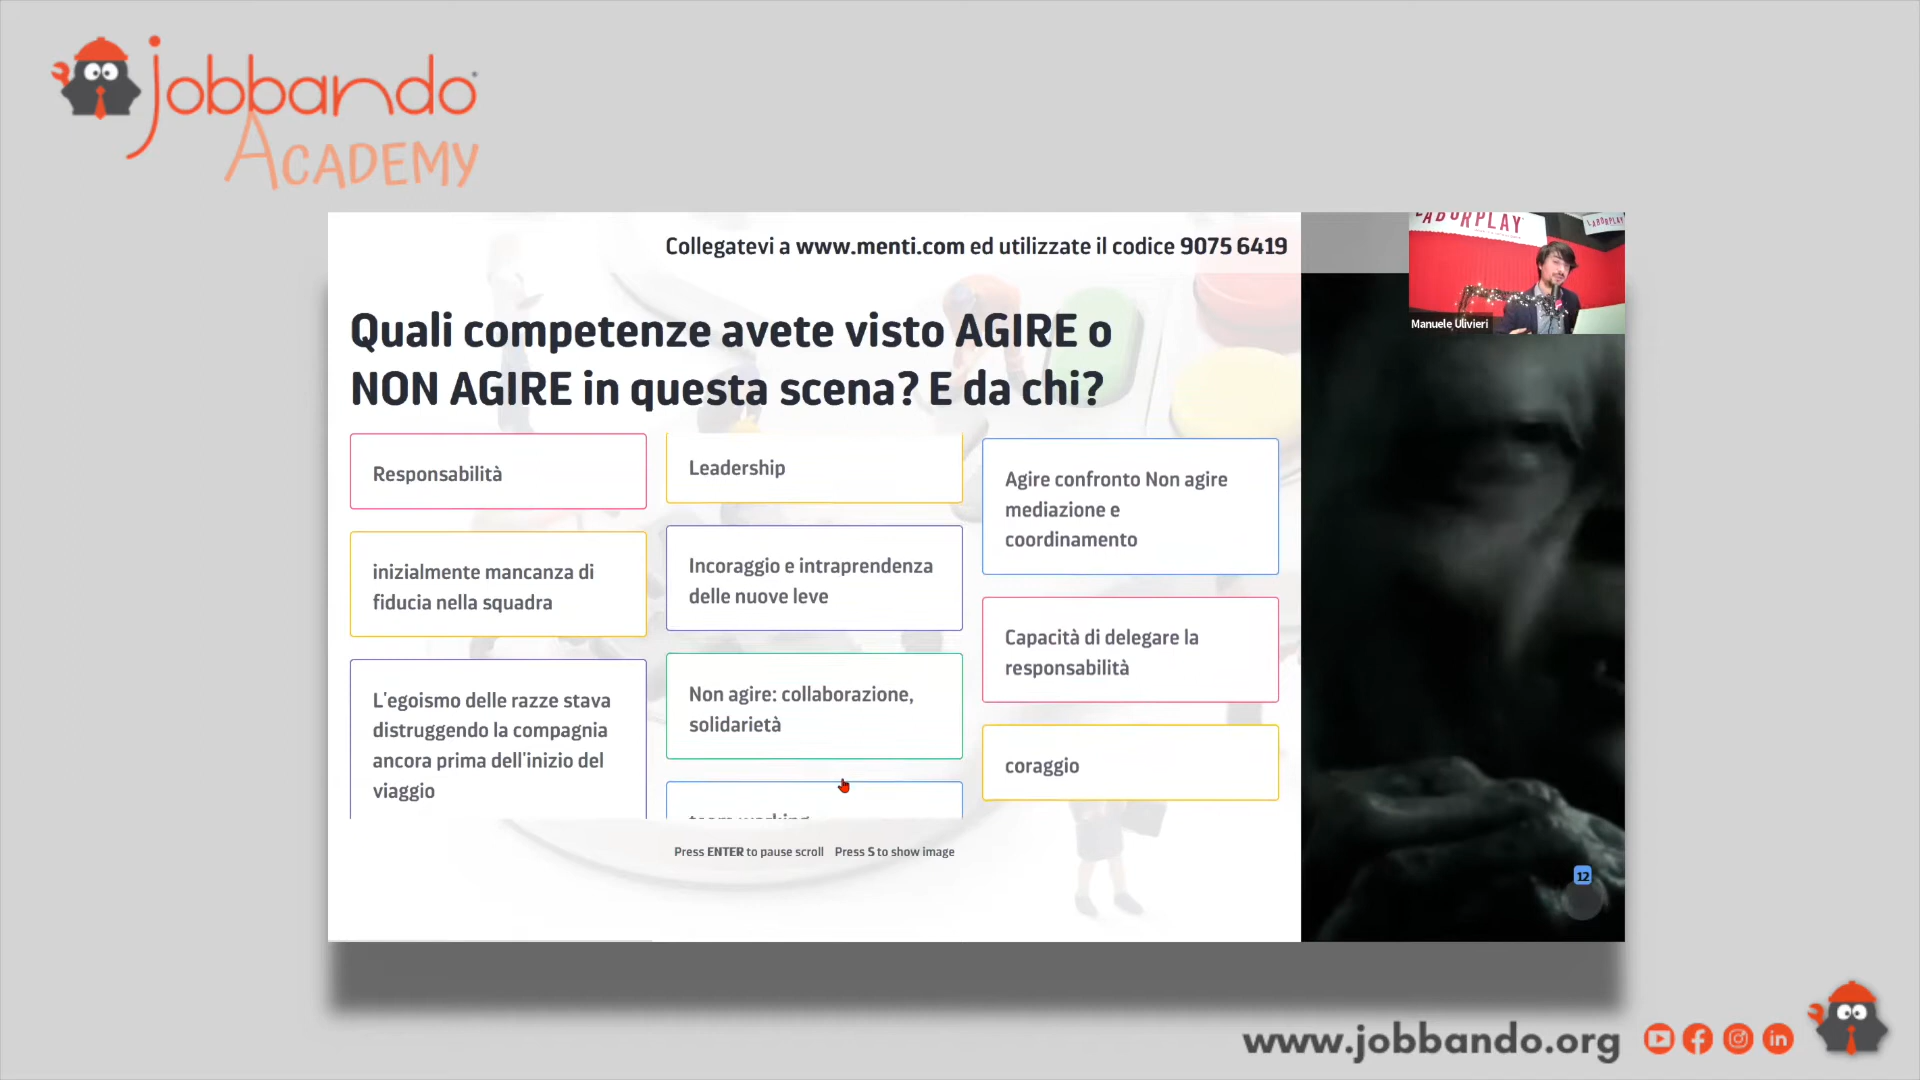 jobbando
ACADEMY
Collegatevi a www.menti.com ed utilizzate il codice 9075 6419
LABORPLAY
LABORPLAY
Manuele Ulivieri
Quali competenze avete visto AGIRE o
NON AGIRE in questa scena? E da chi?
Responsabilità
inizialmente mancanza di
fiducia nella squadra
L'egoismo delle razze stava
distruggendo la compagnia
ancora prima dell'inizio del
viaggio
Leadership
Incoraggio e intraprendenza
delle nuove leve
Non agire: collaborazione,
solidarietà
team working
Agire confronto Non agire
mediazione e
coordinamento
Capacità di delegare la
responsabilità
coraggio
Press ENTER to pause scroll Press S to show image
12
www.jobbando.org